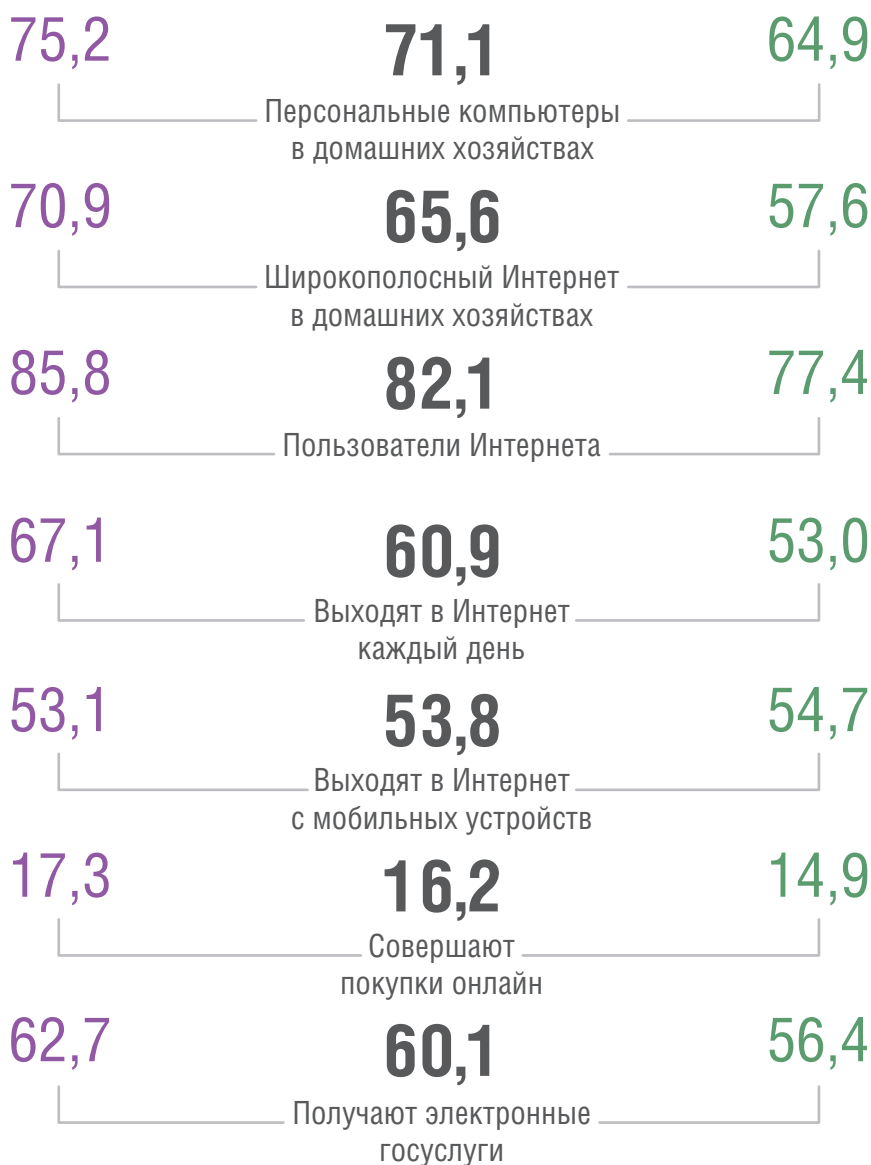 75,2 71,1 64,9
Персональные компьютеры
в домашних хозяйствах
70,9 65,6 57,6
Широкополосный Интернет
в домашних хозяйствах
85,8 82,1 77,4
Пользователи Интернета
67,1 60,9 53,0
Выходят в Интернет
каждый день
53,1 53,8 54,7
Выходят в Интернет
с мобильных устройств
17,3 16,2 14,9
Совершают
покупки онлайн
62,7 60,1 56,4
Получают электронные
госуслуги